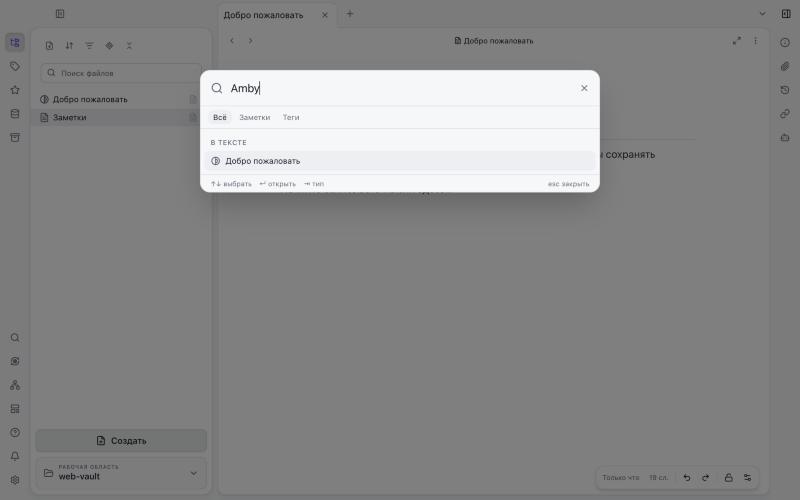 Добро пожаловать
Добро пожаловать
Поиск файлов
Добро пожаловать
Заметки
Amby
Всё Заметки Теги
В ТЕКСТЕ
Добро пожаловать
выбрать открыть тип esc закрыть
сохранять
Создать
РАБОЧАЯ ОБЛАСТЬ
web-vault
Только что 19 сл.